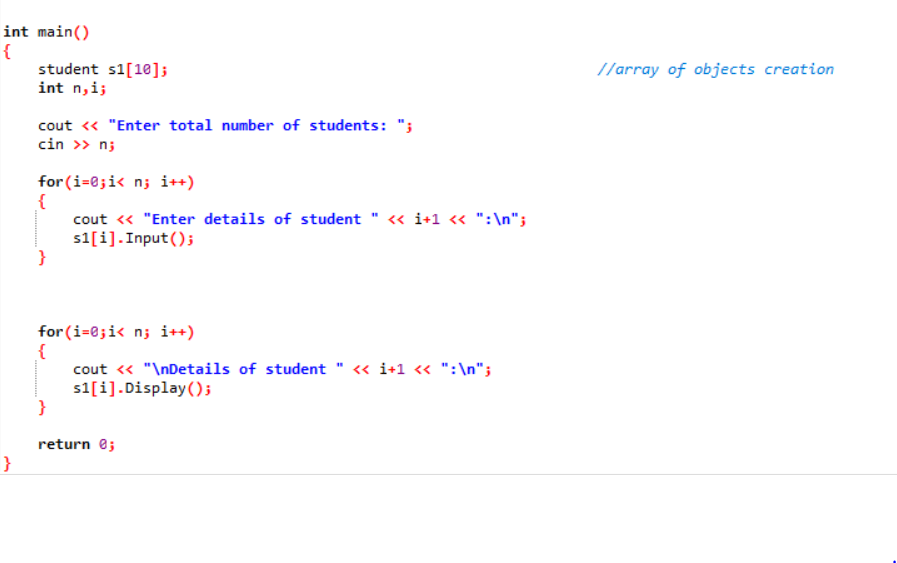 int main()
{
student s1[10]; //array of objects creation
int n,i;
cout << "Enter total number of students: ";
cin >> n;
for(i=0;i< n; i++)
{
cout << "Enter details of student " << i+1 << ":\n";
s1[i].Input();
}
for(i=0;i< n; i++)
{
cout << "\nDetails of student " << i+1 << ":\n";
s1[i].Display();
}
return 0;
}